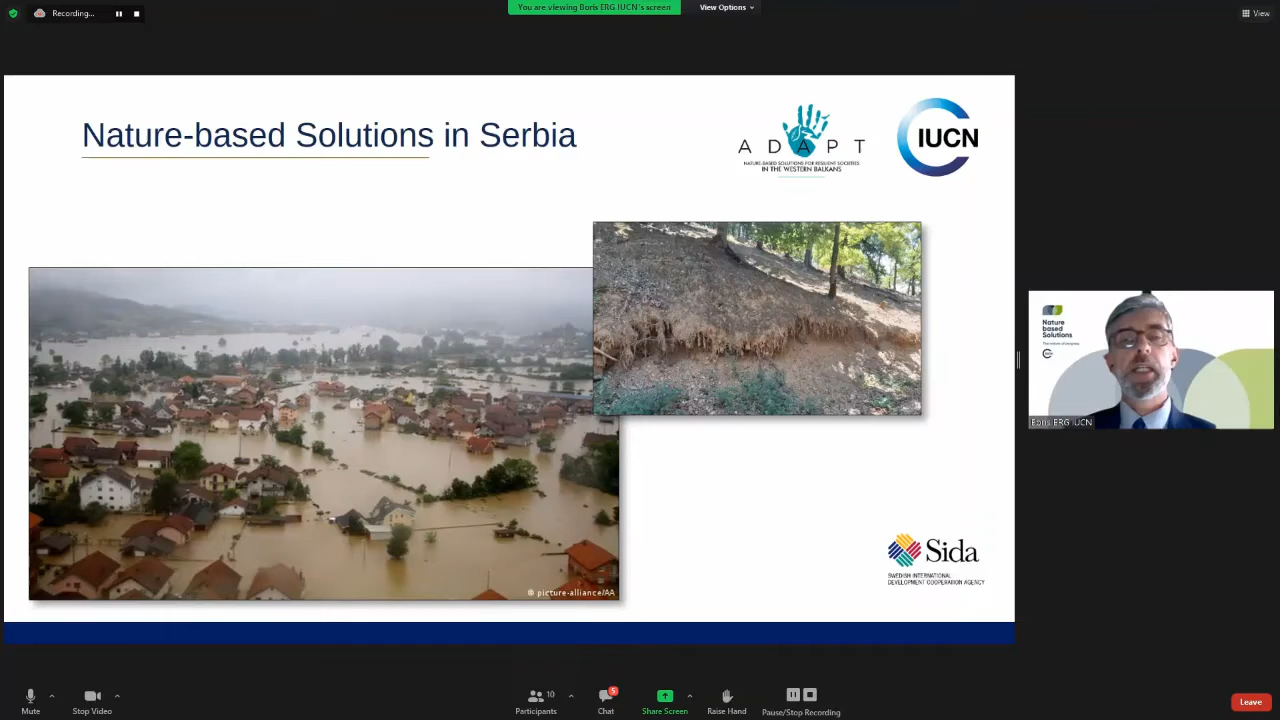 Recording...
You are viewing Boris ERG IUCN's screen
View Options
View
Nature-based Solutions in Serbia
ADAPT
NATURE-BASED SOLUTIONS FOR RESILIENT SOCIETIES
IN THE WESTERN BALKANS
IUCN
© picture-alliance/AA
Sida
SWEDISH INTERNATIONAL
DEVELOPMENT COOPERATION AGENCY
Nature
based
Solutions
Boris ERG IUCN
Mute
Stop Video
Participants
10
Chat
5
Share Screen
Raise Hand
Pause/Stop Recording
Leave